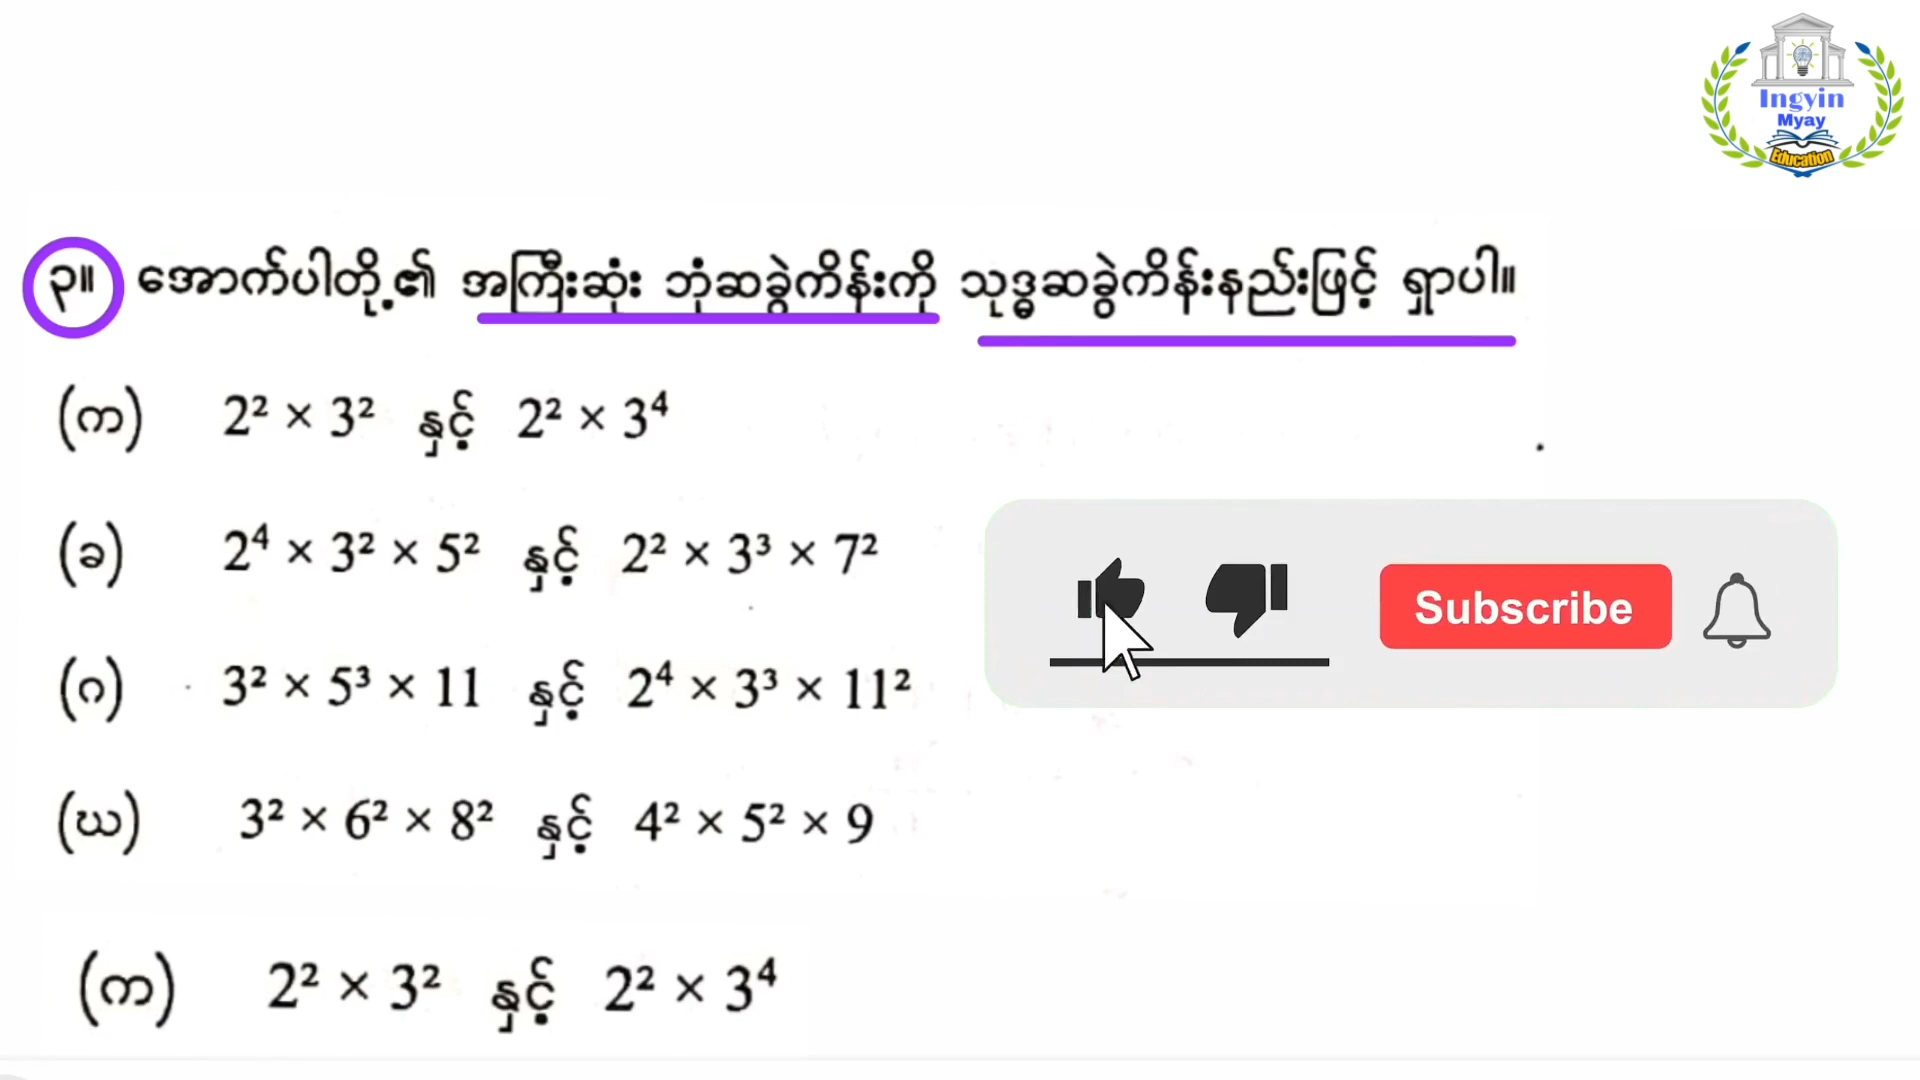 Ingyin
Myay
Education
၃။ အောက်ပါတို့၏ အကြီးဆုံး ဘုံဆခွဲကိန်းကို သုဒ္ဓဆခွဲကိန်းနည်းဖြင့် ရှာပါ။
(က) 2² × 3² နှင့် 2² × 3⁴
(ခ) 2⁴ × 3² × 5² နှင့် 2² × 3³ × 7²
(ဂ) 3² × 5³ × 11 နှင့် 2⁴ × 3³ × 11²
Subscribe
(ဃ) 3² × 6² × 8² နှင့် 4² × 5² × 9
(က) 2² × 3² နှင့် 2² × 3⁴